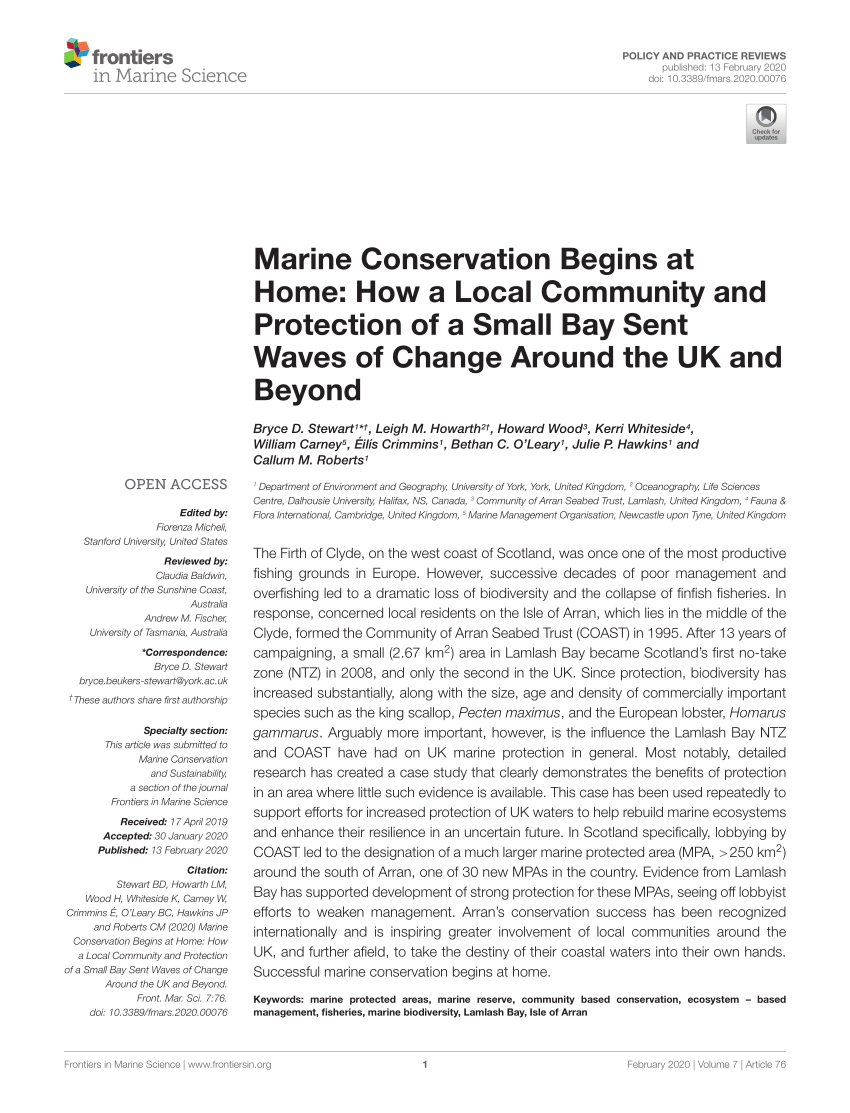 frontiers
in Marine Science
POLICY AND PRACTICE REVIEWS
published: 13 February 2020
doi: 10.3389/fmars.2020.00076
Check for
updates
Marine Conservation Begins at
Home: How a Local Community and
Protection of a Small Bay Sent
Waves of Change Around the UK and
Beyond
Bryce D. Stewart¹*†, Leigh M. Howarth²†, Howard Wood³, Kerri Whiteside⁴,
William Carney⁵, Éilís Crimmins¹, Bethan C. O’Leary¹, Julie P. Hawkins¹ and
Callum M. Roberts¹
¹ Department of Environment and Geography, University of York, York, United Kingdom, ² Oceanography, Life Sciences
Centre, Dalhousie University, Halifax, NS, Canada, ³ Community of Arran Seabed Trust, Lamlash, United Kingdom, ⁴ Fauna &
Flora International, Cambridge, United Kingdom, ⁵ Marine Management Organisation, Newcastle upon Tyne, United Kingdom
OPEN ACCESS
Edited by:
Fiorenza Micheli,
Stanford University, United States
Reviewed by:
Claudia Baldwin,
University of the Sunshine Coast,
Australia
Andrew M. Fischer,
University of Tasmania, Australia
*Correspondence:
Bryce D. Stewart
bryce.beukers-stewart@york.ac.uk
†These authors share first authorship
Specialty section:
This article was submitted to
Marine Conservation
and Sustainability,
a section of the journal
Frontiers in Marine Science
Received: 17 April 2019
Accepted: 30 January 2020
Published: 13 February 2020
Citation:
Stewart BD, Howarth LM,
Wood H, Whiteside K, Carney W,
Crimmins É, O’Leary BC, Hawkins JP
and Roberts CM (2020) Marine
Conservation Begins at Home: How
a Local Community and Protection
of a Small Bay Sent Waves of Change
Around the UK and Beyond.
Front. Mar. Sci. 7:76.
doi: 10.3389/fmars.2020.00076
The Firth of Clyde, on the west coast of Scotland, was once one of the most productive
fishing grounds in Europe. However, successive decades of poor management and
overfishing led to a dramatic loss of biodiversity and the collapse of finfish fisheries. In
response, concerned local residents on the Isle of Arran, which lies in the middle of the
Clyde, formed the Community of Arran Seabed Trust (COAST) in 1995. After 13 years of
campaigning, a small (2.67 km²) area in Lamlash Bay became Scotland’s first no-take
zone (NTZ) in 2008, and only the second in the UK. Since protection, biodiversity has
increased substantially, along with the size, age and density of commercially important
species such as the king scallop, Pecten maximus, and the European lobster, Homarus
gammarus. Arguably more important, however, is the influence the Lamlash Bay NTZ
and COAST have had on UK marine protection in general. Most notably, detailed
research has created a case study that clearly demonstrates the benefits of protection
in an area where little such evidence is available. This case has been used repeatedly to
support efforts for increased protection of UK waters to help rebuild marine ecosystems
and enhance their resilience in an uncertain future. In Scotland specifically, lobbying by
COAST led to the designation of a much larger marine protected area (MPA, >250 km²)
around the south of Arran, one of 30 new MPAs in the country. Evidence from Lamlash
Bay has supported development of strong protection for these MPAs, seeing off lobbyist
efforts to weaken management. Arran’s conservation success has been recognized
internationally and is inspiring greater involvement of local communities around the
UK, and further afield, to take the destiny of their coastal waters into their own hands.
Successful marine conservation begins at home.
Keywords: marine protected areas, marine reserve, community based conservation, ecosystem – based
management, fisheries, marine biodiversity, Lamlash Bay, Isle of Arran
Frontiers in Marine Science | www.frontiersin.org
1
February 2020 | Volume 7 | Article 76